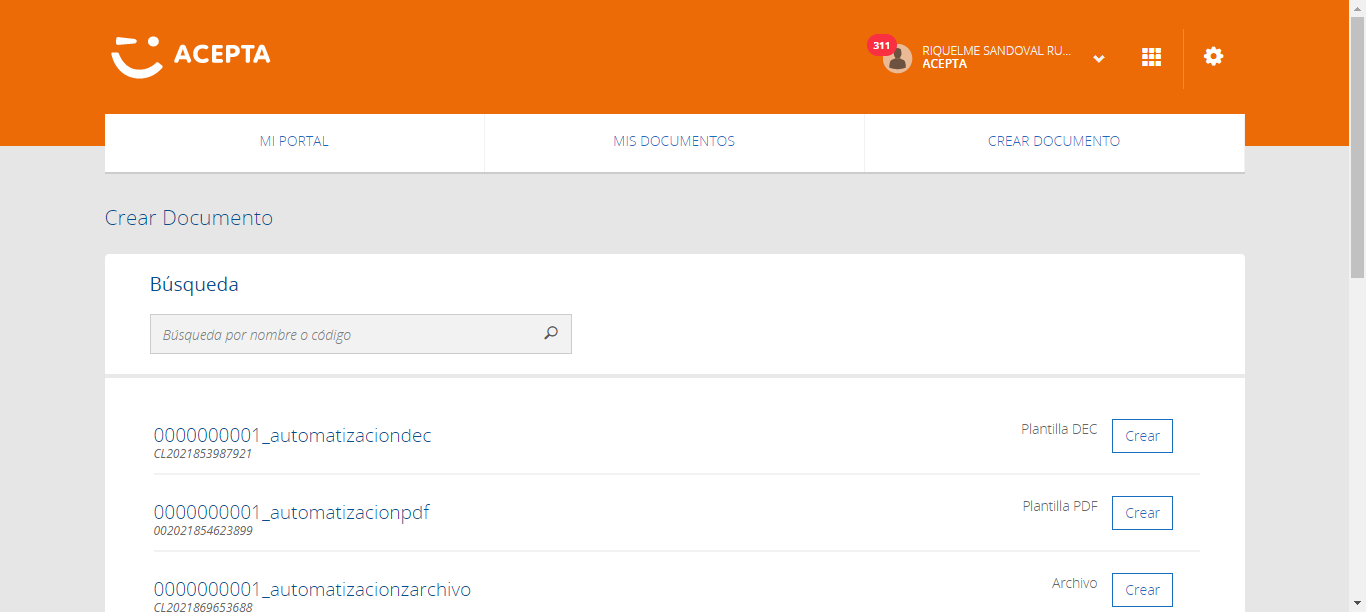 ACEPTA
311
RIQUELME SANDOVAL RU...
ACEPTA
MI PORTAL
MIS DOCUMENTOS
CREAR DOCUMENTO
Crear Documento
Búsqueda
Búsqueda por nombre o código
0000000001_automatizaciondec
Plantilla DEC
Crear
CL2021853987921
0000000001_automatizacionpdf
Plantilla PDF
Crear
002021854623899
0000000001_automatizacionzarchivo
Archivo
Crear
CL2021869653688